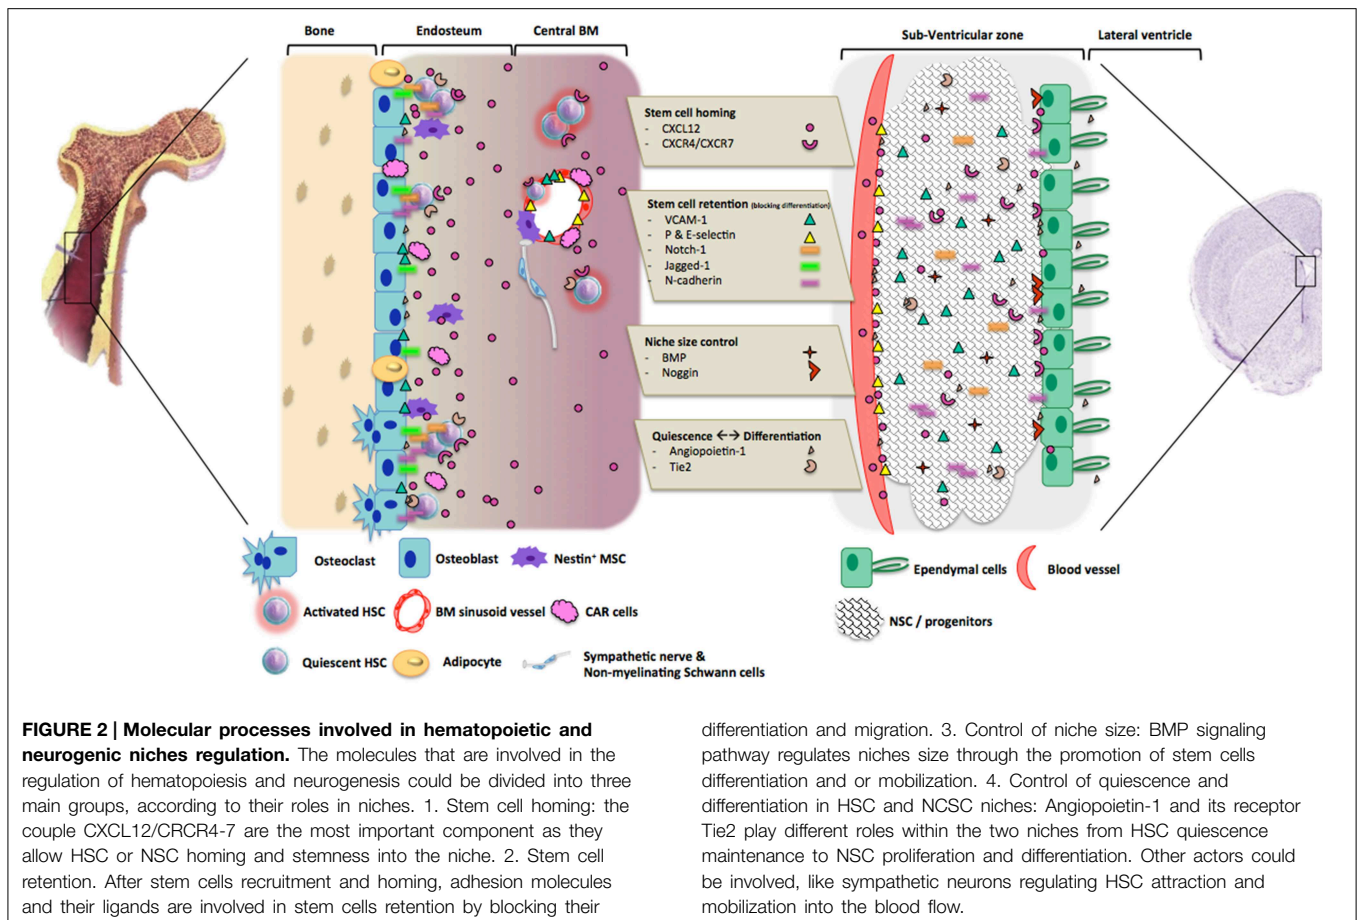 Bone
Endosteum
Central BM
Sub-Ventricular zone
Lateral ventricle
Stem cell homing
- CXCL12
- CXCR4/CXCR7
Stem cell retention (blocking differentiation)
- VCAM-1
- P & E-selectin
- Notch-1
- Jagged-1
- N-cadherin
Niche size control
- BMP
- Noggin
Quiescence ←→ Differentiation
- Angiopoietin-1
- Tie2
Osteoclast
Osteoblast
Nestin+ MSC
Activated HSC
BM sinusoid vessel
CAR cells
Quiescent HSC
Adipocyte
Sympathetic nerve &
Non-myelinating Schwann cells
Ependymal cells
Blood vessel
NSC / progenitors
FIGURE 2 | Molecular processes involved in hematopoietic and
neurogenic niches regulation. The molecules that are involved in the
regulation of hematopoiesis and neurogenesis could be divided into three
main groups, according to their roles in niches. 1. Stem cell homing: the
couple CXCL12/CRCR4-7 are the most important component as they
allow HSC or NSC homing and stemness into the niche. 2. Stem cell
retention. After stem cells recruitment and homing, adhesion molecules
and their ligands are involved in stem cells retention by blocking their
differentiation and migration. 3. Control of niche size: BMP signaling
pathway regulates niches size through the promotion of stem cells
differentiation and or mobilization. 4. Control of quiescence and
differentiation in HSC and NCSC niches: Angiopoietin-1 and its receptor
Tie2 play different roles within the two niches from HSC quiescence
maintenance to NSC proliferation and differentiation. Other actors could
be involved, like sympathetic neurons regulating HSC attraction and
mobilization into the blood flow.